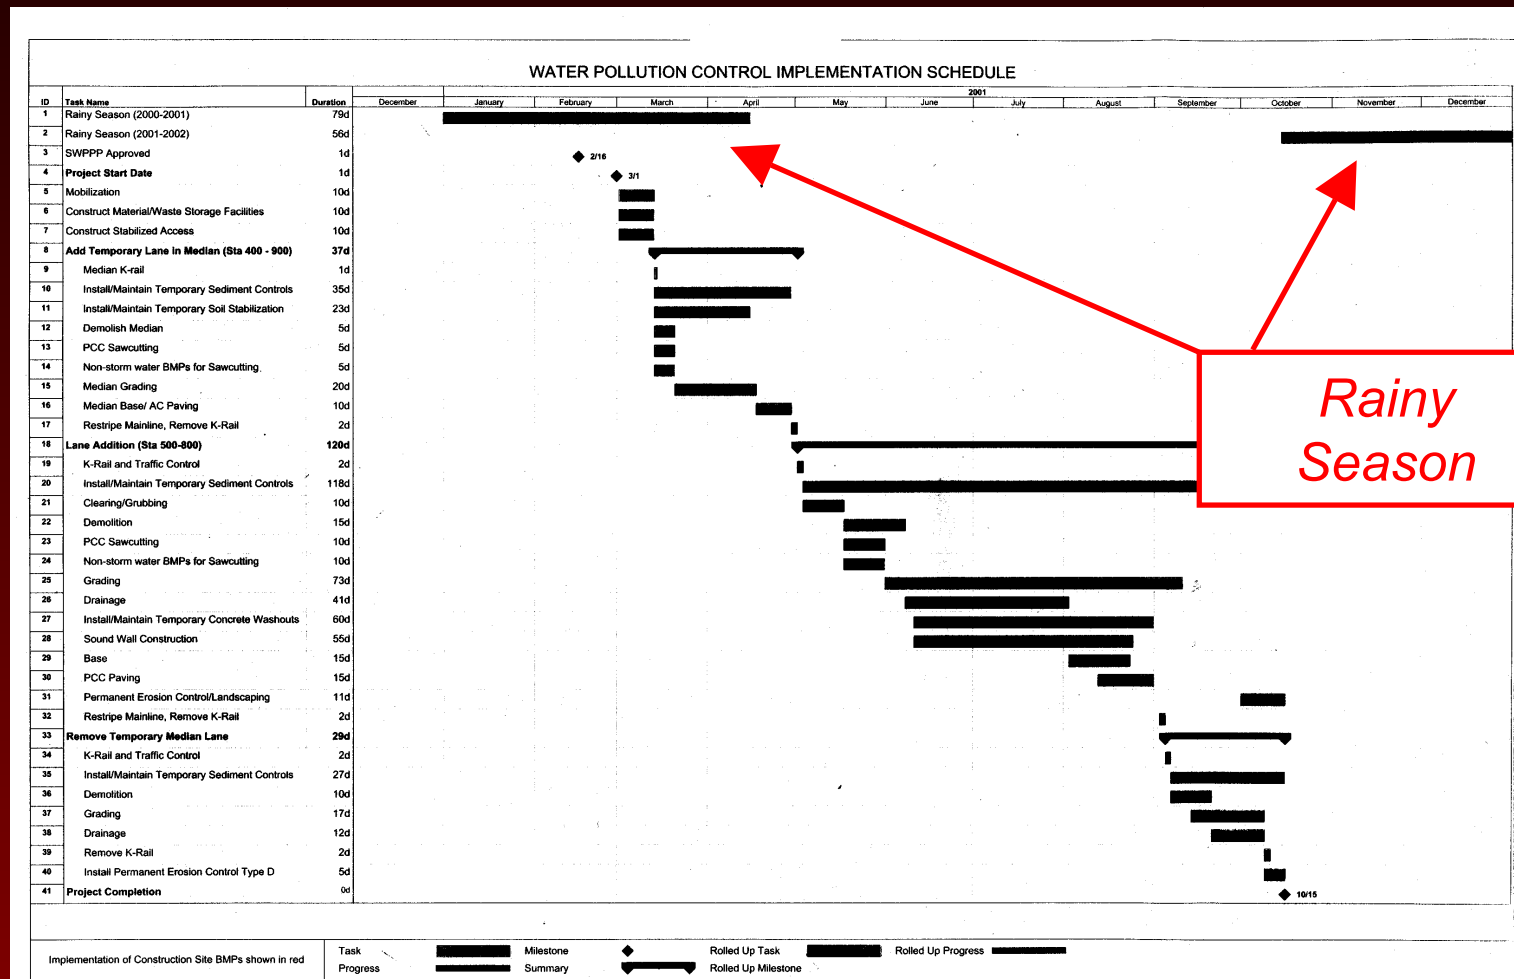 WATER POLLUTION CONTROL IMPLEMENTATION SCHEDULE
2001
ID Task Name Duration December January February March April May June July August September October November December
1 Rainy Season (2000-2001) 79d
2 Rainy Season (2001-2002) 56d
3 SWPPP Approved 1d 2/16
4 Project Start Date 1d 3/1
5 Mobilization 10d
6 Construct Material/Waste Storage Facilities 10d
7 Construct Stabilized Access 10d
8 Add Temporary Lane in Median (Sta 400 - 900) 37d
9 Median K-rail 1d
10 Install/Maintain Temporary Sediment Controls 35d
11 Install/Maintain Temporary Soil Stabilization 23d
12 Demolish Median 5d
13 PCC Sawcutting 5d
14 Non-storm water BMPs for Sawcutting 5d
15 Median Grading 20d
16 Median Base/ AC Paving 10d
17 Restripe Mainline, Remove K-Rail 2d
18 Lane Addition (Sta 500-800) 120d
19 K-Rail and Traffic Control 2d
20 Install/Maintain Temporary Sediment Controls 118d
21 Clearing/Grubbing 10d
22 Demolition 15d
23 PCC Sawcutting 10d
24 Non-storm water BMPs for Sawcutting 10d
25 Grading 73d
26 Drainage 41d
27 Install/Maintain Temporary Concrete Washouts 60d
28 Sound Wall Construction 55d
29 Base 15d
30 PCC Paving 15d
31 Permanent Erosion Control/Landscaping 11d
32 Restripe Mainline, Remove K-Rail 2d
33 Remove Temporary Median Lane 29d
34 K-Rail and Traffic Control 2d
35 Install/Maintain Temporary Sediment Controls 27d
36 Demolition 10d
37 Grading 17d
38 Drainage 12d
39 Remove K-Rail 2d
40 Install Permanent Erosion Control Type D 5d
41 Project Completion 0d 10/15
Rainy
Season
Implementation of Construction Site BMPs shown in red
Task Milestone Rolled Up Task Rolled Up Progress
Progress Summary Rolled Up Milestone